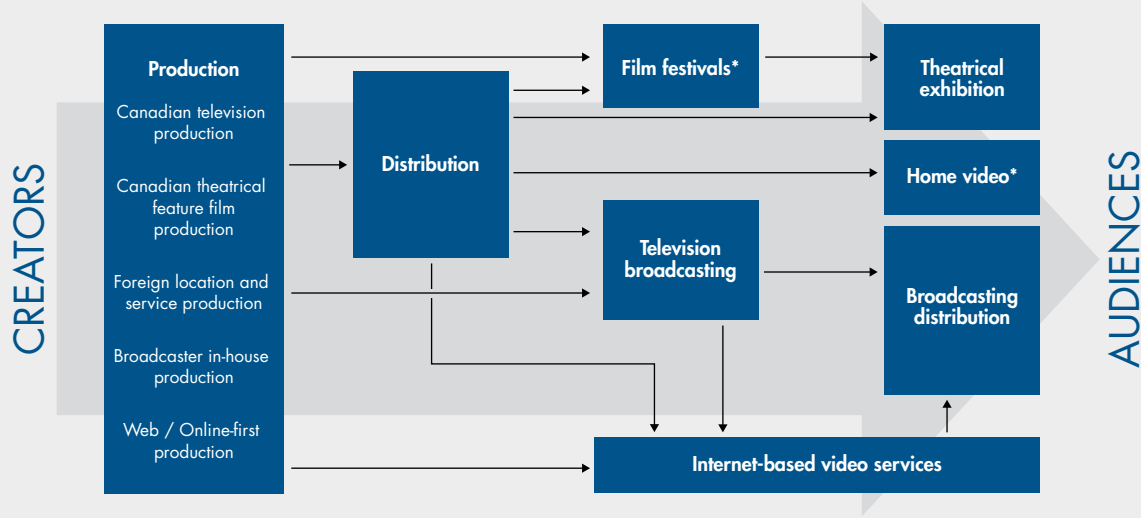 CREATORS
Production
Canadian television
production
Canadian theatrical
feature film
production
Foreign location and
service production
Broadcaster in-house
production
Web / Online-first
production
Distribution
Film festivals*
Television
broadcasting
Internet-based video services
Theatrical
exhibition
Home video*
Broadcasting
distribution
AUDIENCES